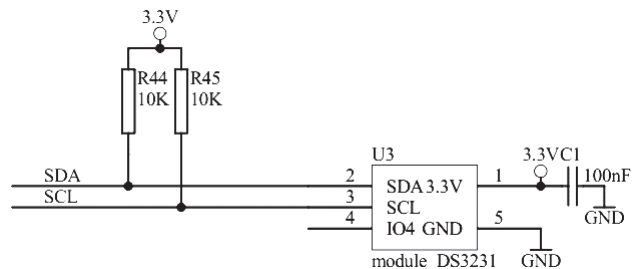 3.3V
R44 R45
10K 10K
U3
3.3V C1
SDA 2 SDA 3.3V 1 100nF
SCL 3 SCL
4 IO4 GND 5 GND
module DS3231 GND